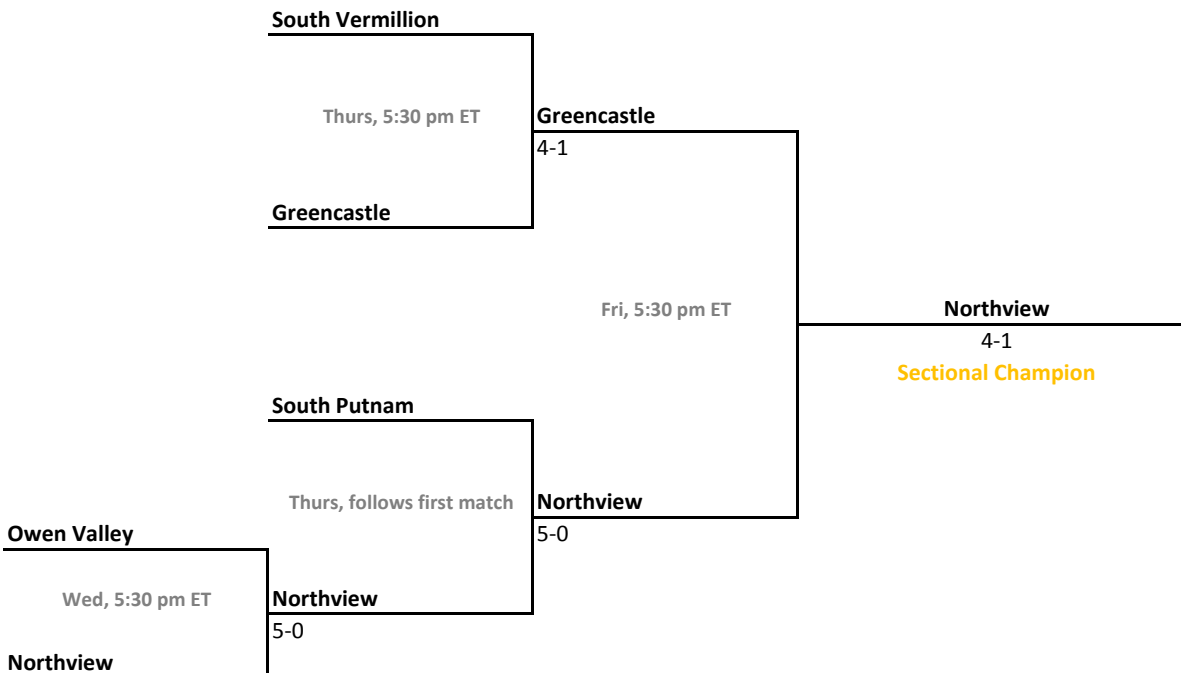 South Vermillion
Thurs, 5:30 pm ET
Greencastle
4-1
Greencastle
Fri, 5:30 pm ET
Northview
4-1
Sectional Champion
South Putnam
Thurs, follows first match
Northview
5-0
Owen Valley
Wed, 5:30 pm ET
Northview
5-0
Northview